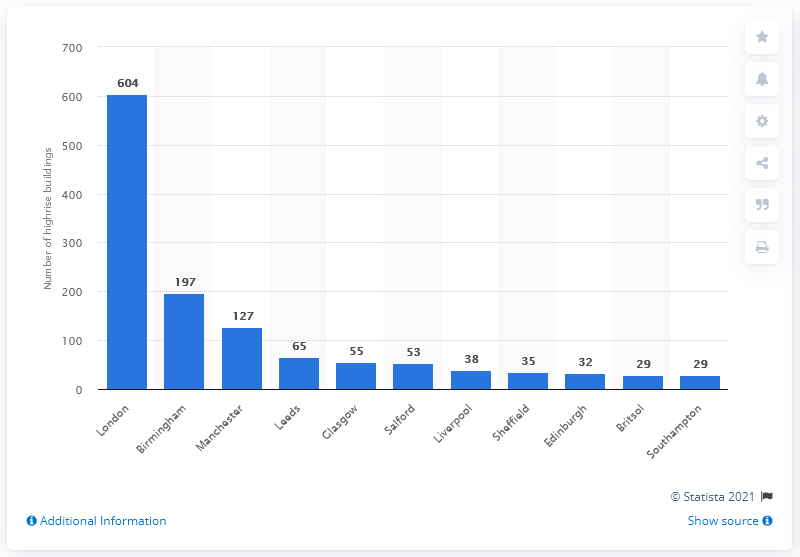 700
600
500
400
300
200
100
0
Number of highrise buildings
604
197
127
65
55
53
38
35
32
29
29
London
Birmingham
Manchester
Leeds
Glasgow
Salford
Liverpool
Sheffield
Edinburgh
Britsol
Southampton
© Statista 2021
Additional Information
Show source